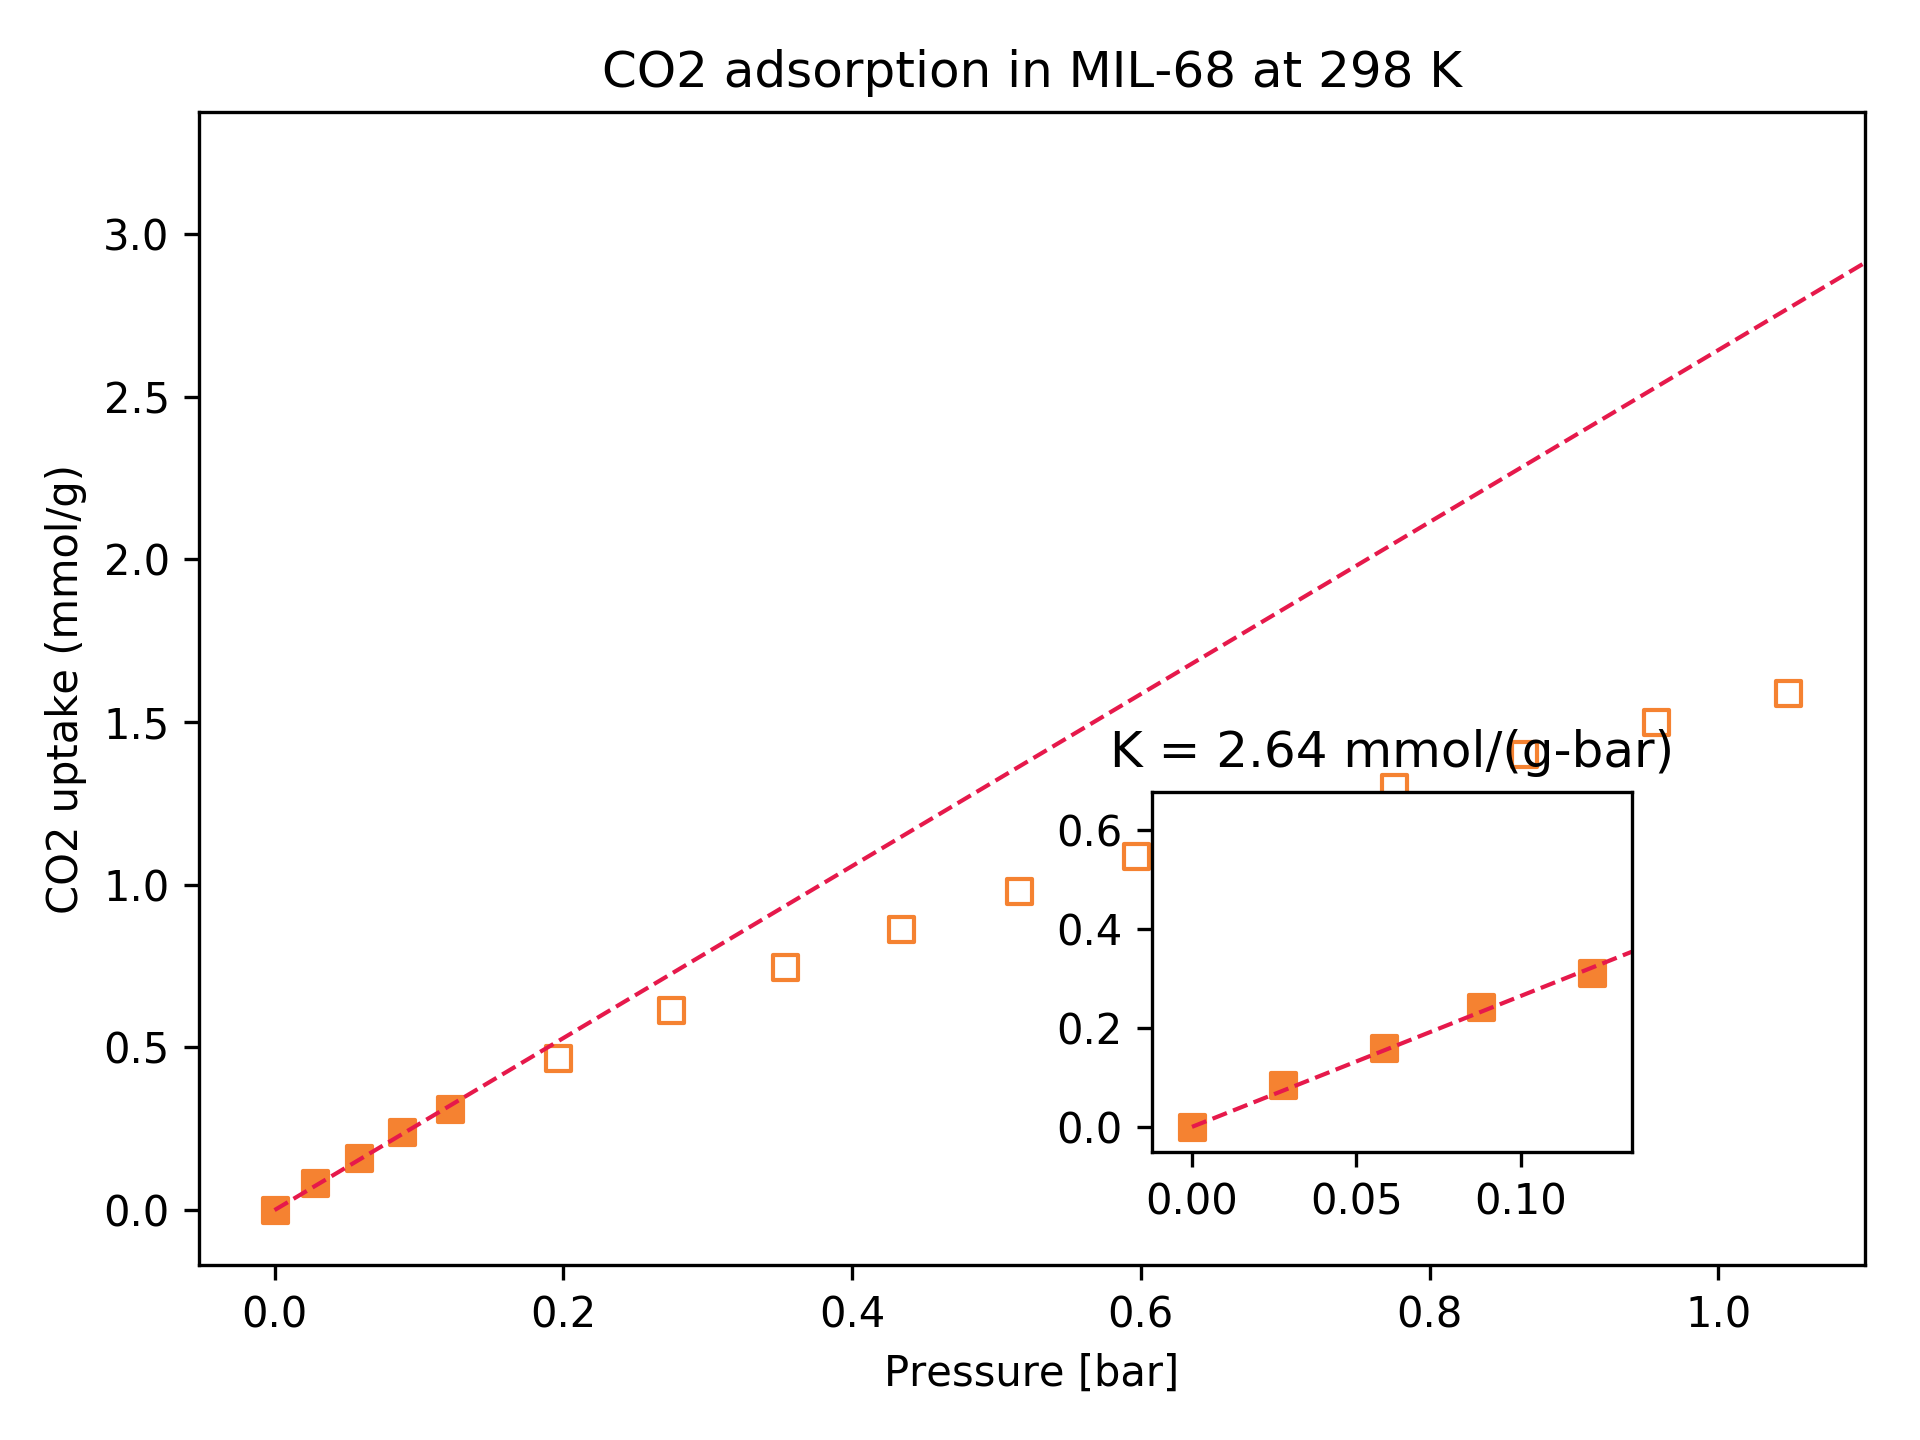 CO2 adsorption in MIL-68 at 298 K
CO2 uptake (mmol/g)
3.0
2.5
2.0
1.5
1.0
0.5
0.0
K = 2.64 mmol/(g-bar)
0.6
0.4
0.2
0.0
0.00 0.05 0.10
0.0 0.2 0.4 0.6 0.8 1.0
Pressure [bar]